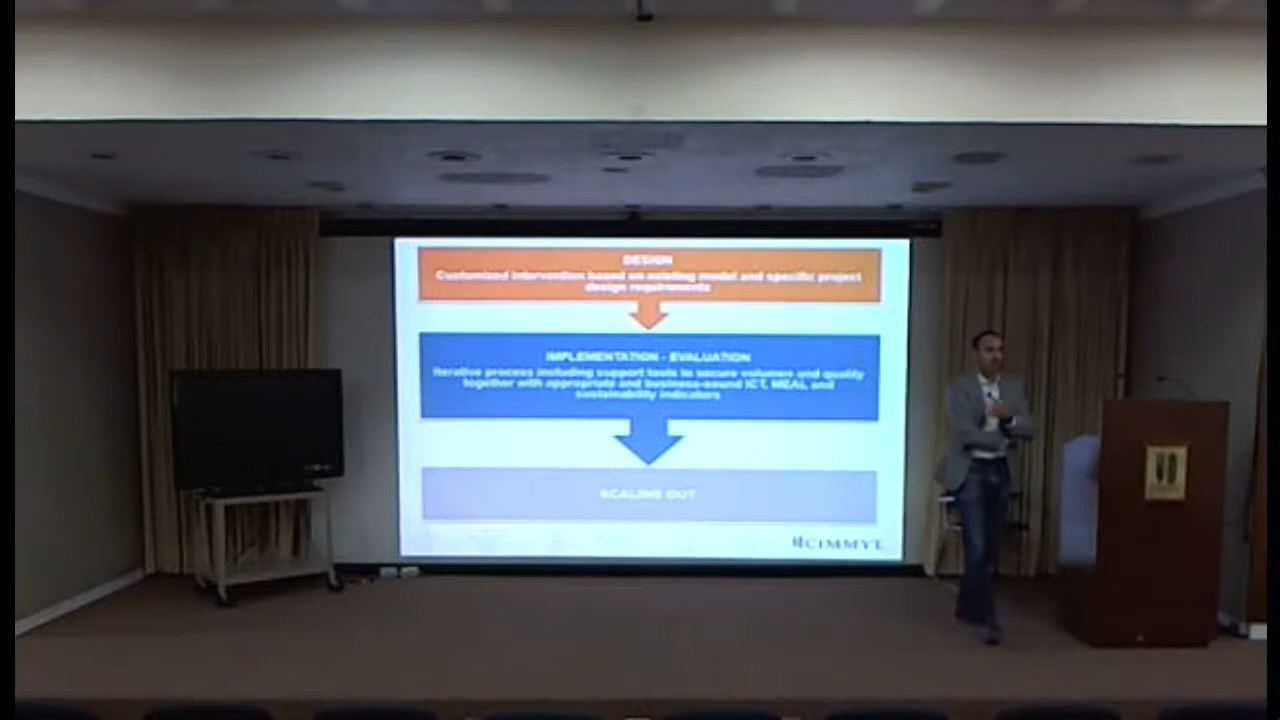 DESIGN
Customized intervention based on existing model and specific project
design requirements
IMPLEMENTATION - EVALUATION
Iterative process including support tools to secure volumen and quality
together with appropriate and business-sound ICT, MEAL and
sustainability indicators
SCALING OUT
CIMMYT